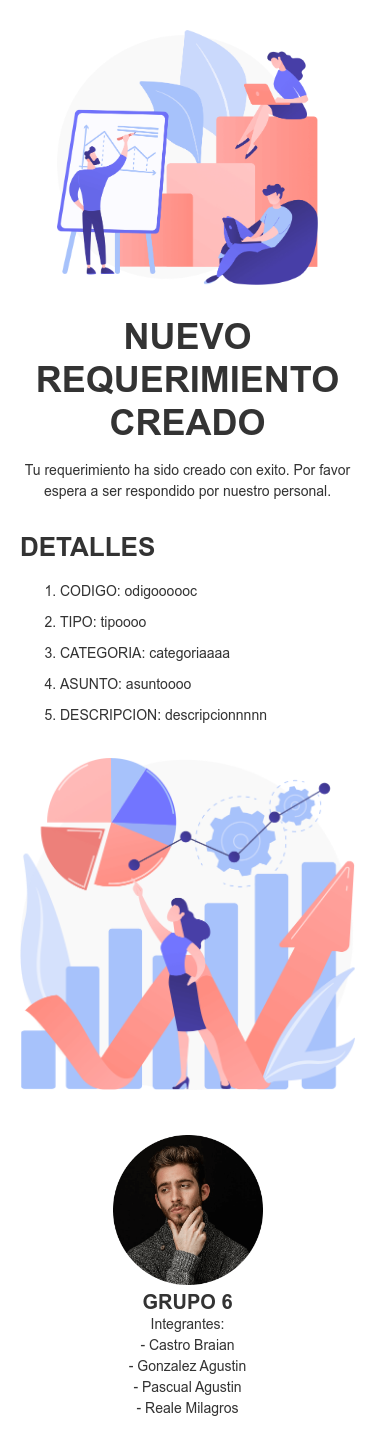 NUEVO
REQUERIMIENTO
CREADO
Tu requerimiento ha sido creado con exito. Por favor
espera a ser respondido por nuestro personal.
DETALLES
1. CODIGO: odigoooooc
2. TIPO: tipoooo
3. CATEGORIA: categoriaaaa
4. ASUNTO: asuntoooo
5. DESCRIPCION: descripcionnnnn
GRUPO 6
Integrantes:
- Castro Braian
- Gonzalez Agustin
- Pascual Agustin
- Reale Milagros